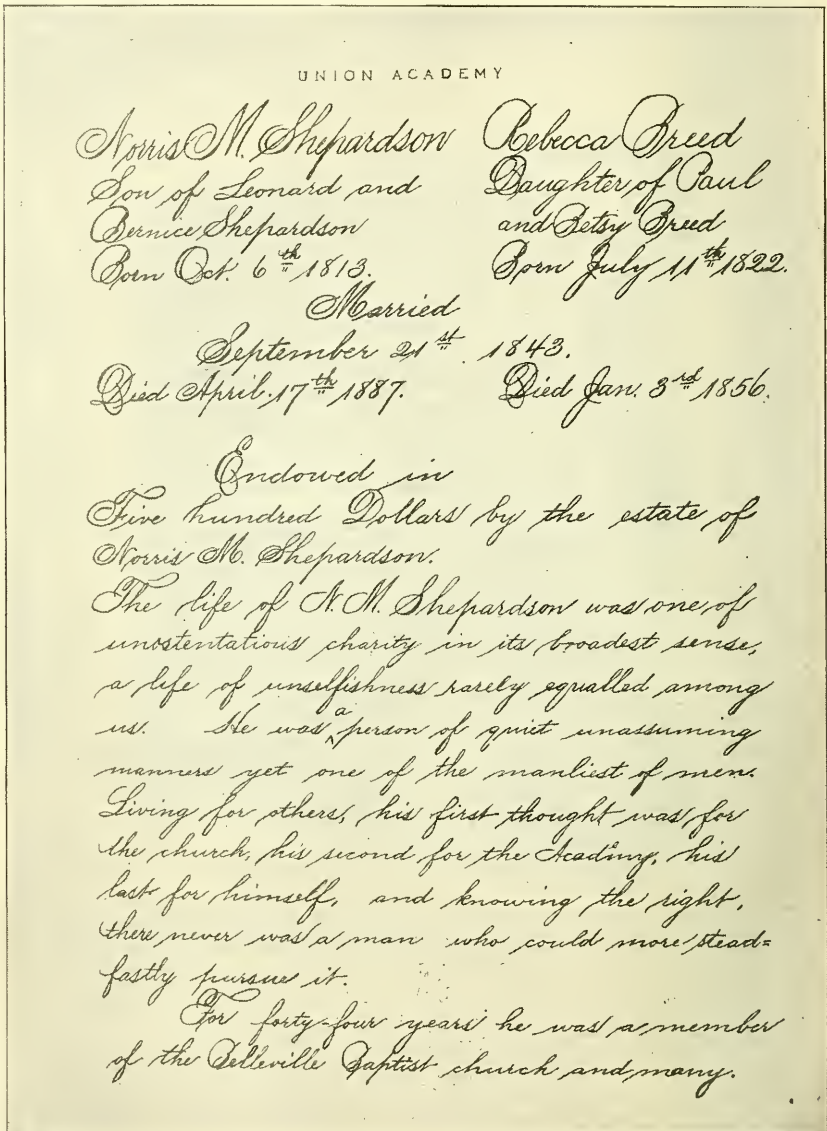 UNION ACADEMY
Norris M. Shepardson
Son of Leonard and
Bernice Shepardson
Born Oct. 6th 1813.
Rebecca Breed
Daughter of Paul
and Betsy Breed
Born July 11th 1822.
Married
September 21st 1843.
Died April. 17th 1887.
Died Jan. 3rd 1856.
Endowed in
Five hundred Dollars by the estate of
Norris M. Shepardson.
The life of N. M. Shepardson was one of
unostentatious charity in its broadest sense,
a life of unselfishness rarely equalled among
us. He was a person of quiet unassuming
manners yet one of the manliest of men.
Living for others, his first thought was for
the church, his second for the Academy, his
last for himself, and knowing the right,
there never was a man who could more stead=
fastly pursue it.
For forty-four years he was a member
of the Belleville Baptist church and many.